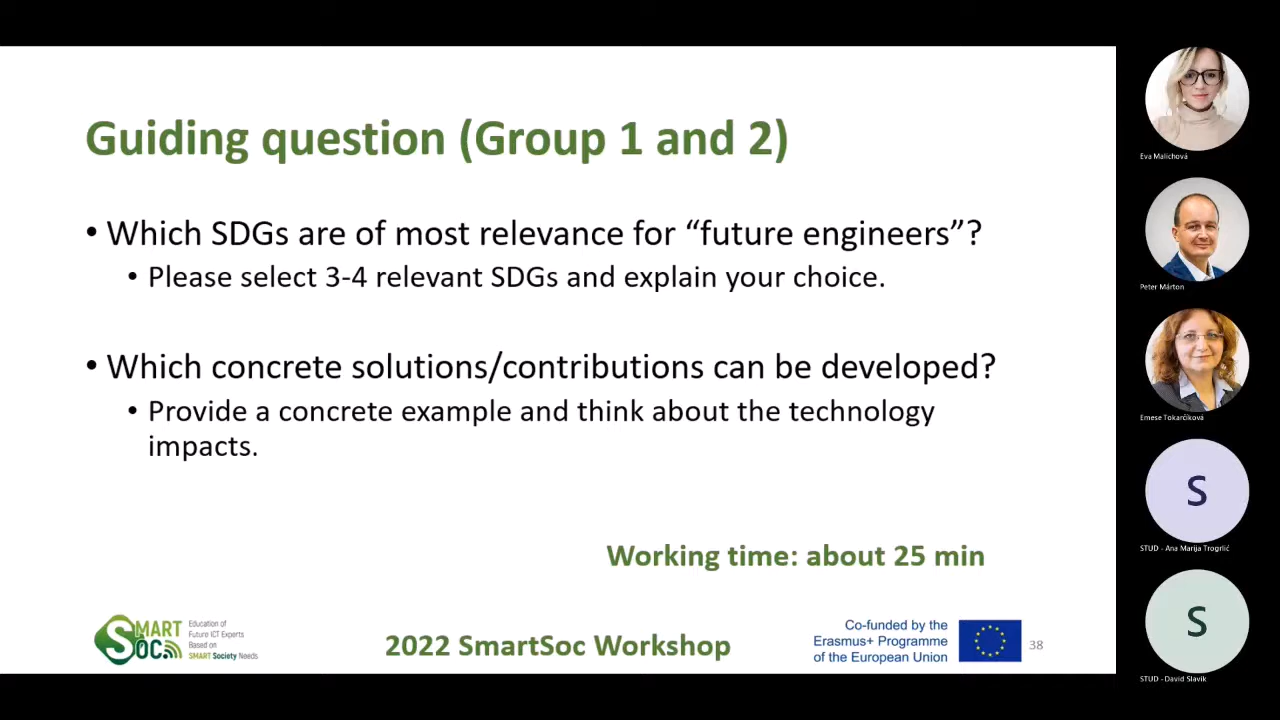 Guiding question (Group 1 and 2)
• Which SDGs are of most relevance for “future engineers”?
• Please select 3-4 relevant SDGs and explain your choice.
• Which concrete solutions/contributions can be developed?
• Provide a concrete example and think about the technology
impacts.
Working time: about 25 min
SMART
SOC
Education of
Future ICT Experts
Based on
SMART Society Needs
2022 SmartSoc Workshop
Co-funded by the
Erasmus+ Programme
of the European Union
38
Eva Malichová
Peter Márton
Emese Tokarčíková
S
STUD - Ana Marija Trogrlić
S
STUD - David Slavik